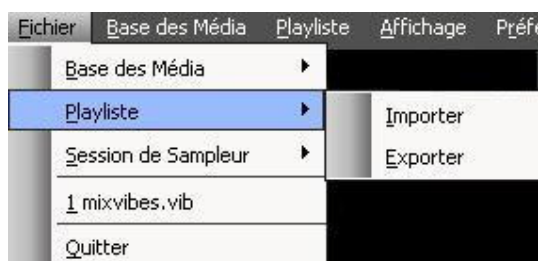 Fichier Base des Média Playliste Affichage Préfé
Base des Média
Playliste
Importer
Session de Sampleur
Exporter
1 mixvibes.vib
Quitter